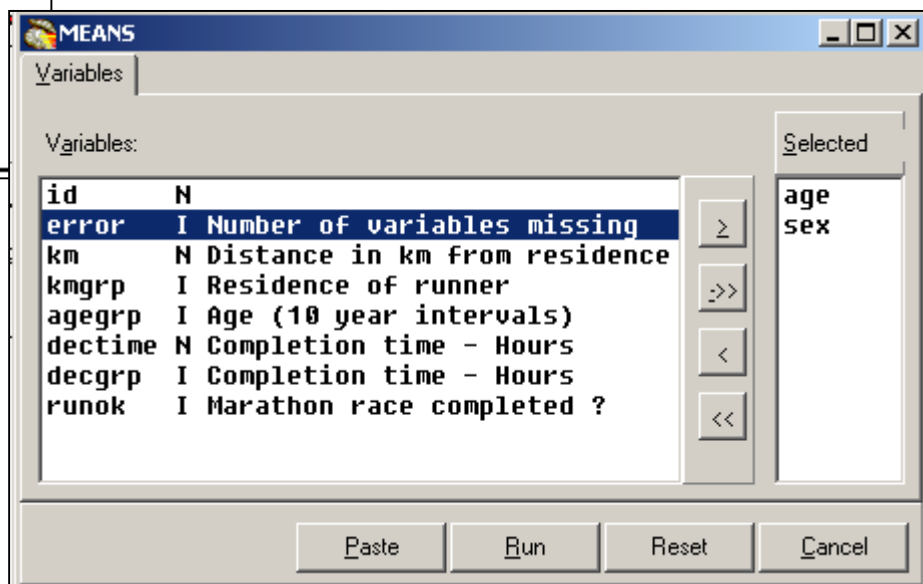 MEANS
Variables
Variables:
Selected
id N
error I Number of variables missing
km N Distance in km from residence
kmgrp I Residence of runner
agegrp I Age (10 year intervals)
dectime N Completion time - Hours
decgrp I Completion time - Hours
runok I Marathon race completed ?
>
->>
<
<<
age
sex
Paste
Run
Reset
Cancel